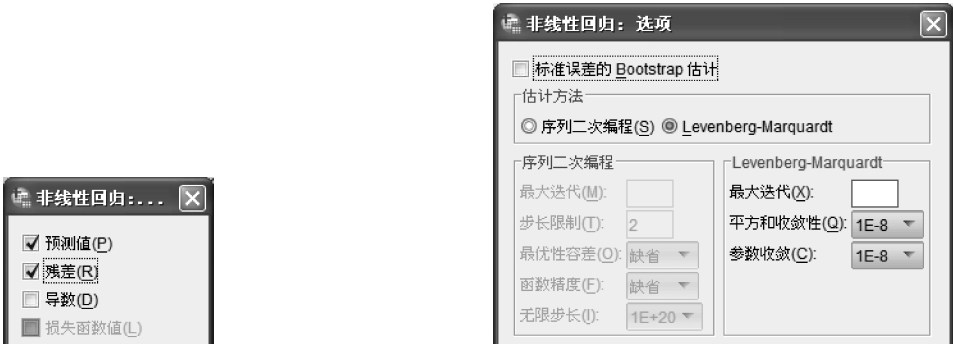 非线性回归:...
预测值(P)
残差(R)
导数(D)
损失函数值(L)
非线性回归: 选项
标准误差的 Bootstrap 估计
估计方法
序列二次编程(S) Levenberg-Marquardt
序列二次编程
最大迭代(M):
步长限制(T): 2
最优性容差(O): 缺省
函数精度(F): 缺省
无限步长(I): 1E+20
Levenberg-Marquardt
最大迭代(X):
平方和收敛性(Q): 1E-8
参数收敛(C): 1E-8